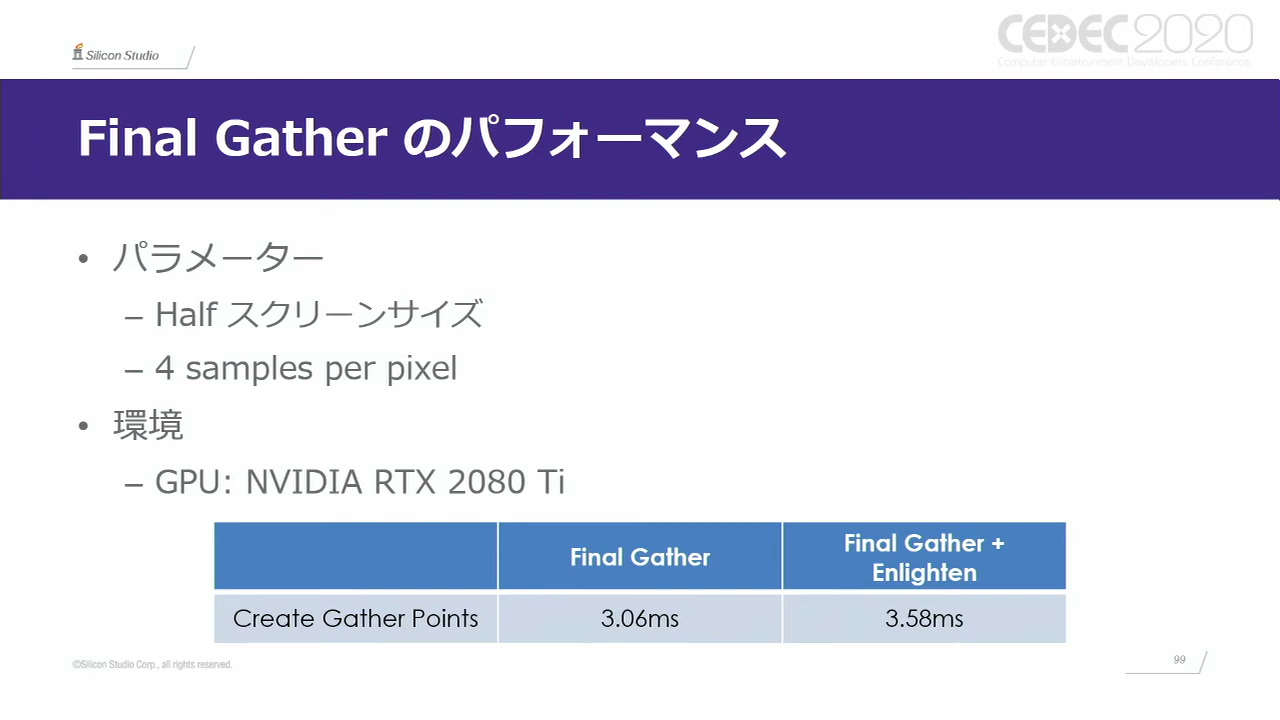 Silicon Studio
CEDEC2020
Computer Entertainment Developers Conference
Final Gather のパフォーマンス
• パラメーター
– Half スクリーンサイズ
– 4 samples per pixel
• 環境
– GPU: NVIDIA RTX 2080 Ti
Final Gather
Final Gather +
Enlighten
Create Gather Points
3.06ms
3.58ms
©Silicon Studio Corp., all rights reserved.
99